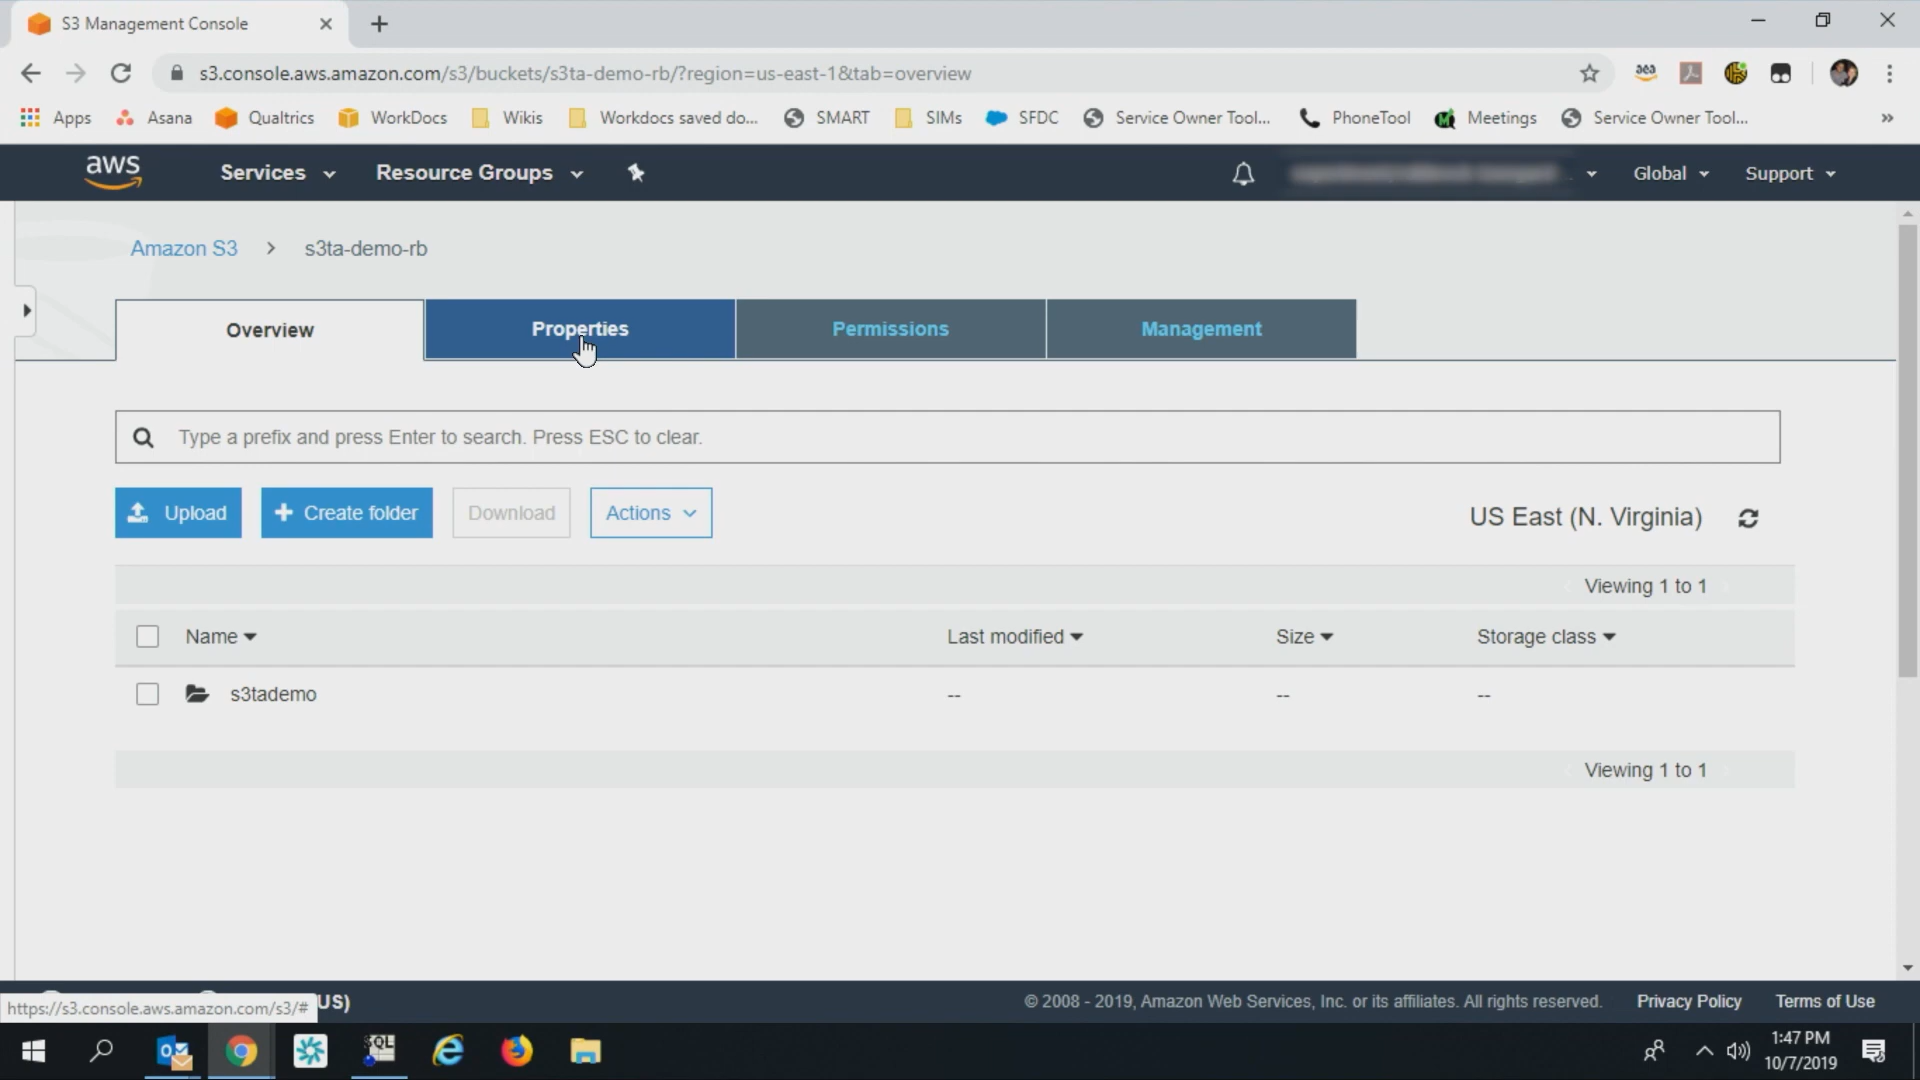 S3 Management Console
s3.console.aws.amazon.com/s3/buckets/s3ta-demo-rb/?region=us-east-1&tab=overview
Apps Asana Qualtrics WorkDocs Wikis Workdocs saved do... SMART SIMs SFDC Service Owner Tool... PhoneTool Meetings Service Owner Tool... »
aws Services Resource Groups Global Support
Amazon S3 > s3ta-demo-rb
Overview Properties Permissions Management
Type a prefix and press Enter to search. Press ESC to clear.
Upload + Create folder Download Actions
US East (N. Virginia)
Viewing 1 to 1
Name Last modified Size Storage class
s3tademo -- -- --
Viewing 1 to 1
https://s3.console.aws.amazon.com/s3/# US)
© 2008 - 2019, Amazon Web Services, Inc. or its affiliates. All rights reserved. Privacy Policy Terms of Use
SQL
1:47 PM
10/7/2019